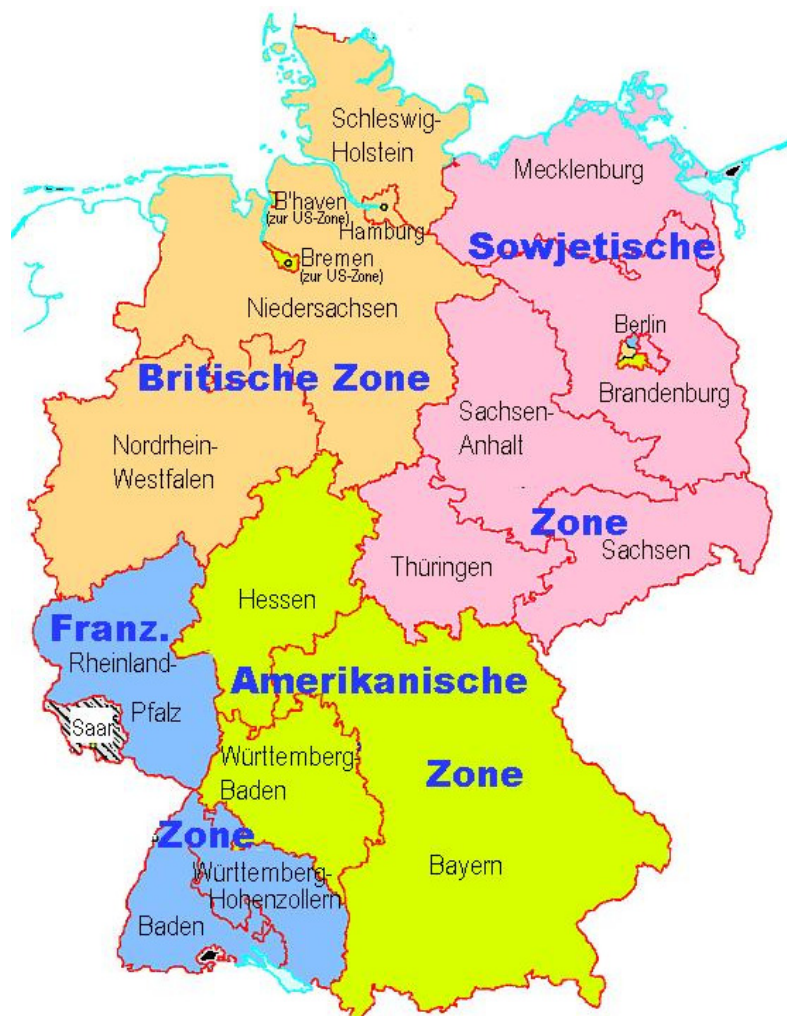 Schleswig-
Holstein
Mecklenburg
B'haven
(zur US-Zone)
Hamburg
Sowjetische
Bremen
(zur US-Zone)
Niedersachsen
Berlin
Britische Zone
Brandenburg
Sachsen-
Anhalt
Nordrhein-
Westfalen
Zone
Sachsen
Thüringen
Hessen
Franz.
Rheinland-
Pfalz
Amerikanische
Saar
Württemberg-
Baden
Zone
Zone
Württemberg-
Hohenzollern
Bayern
Baden